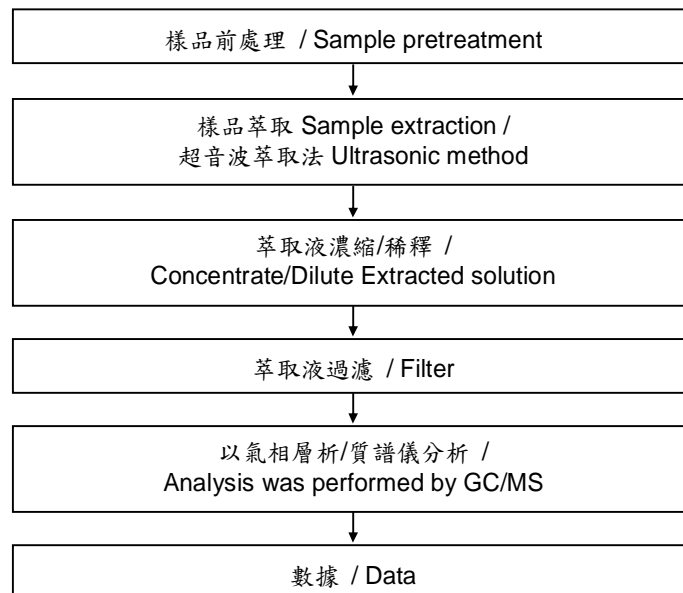 樣品前處理 / Sample pretreatment
樣品萃取 Sample extraction /
超音波萃取法 Ultrasonic method
萃取液濃縮/稀釋 /
Concentrate/Dilute Extracted solution
萃取液過濾 / Filter
以氣相層析/質譜儀分析 /
Analysis was performed by GC/MS
數據 / Data